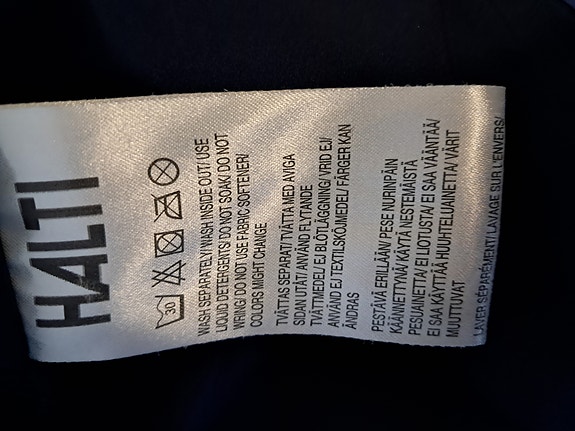 HALTI
30
WASH SEPARATELY/ WASH INSIDE OUT/ USE
LIQUID DETERGENTS/ DO NOT SOAK/ DO NOT
WRING/ DO NOT USE FABRIC SOFTENER/
COLORS MIGHT CHANGE
TVÄTTAS SEPARAT/ TVÄTTA MED AVIGA
SIDAN UTÅT/ ANVÄND FLYTANDE
TVÄTTMEDEL/ EJ BLÖTLÄGGNING/ VRID EJ/
ANVÄND EJ TEXTILSKÖJMEDEL/ FÄRGER KAN
ÄNDRAS
PESTÄVÄ ERILLÄÄN/ PESE NURINPÄIN
KÄÄNNETTYNÄ/ KÄYTÄ NESTEMÄISTÄ
PESUAINETTA/ EI LIOTUSTA/ EI SAA VÄÄNTÄÄ/
EI SAA KÄYTTÄÄ HUUHTELUAINETTA/ VÄRIT
MUUTTUVAT
LAVER SÉPARÉMENT/ LAVAGE SUR L'ENVERS/